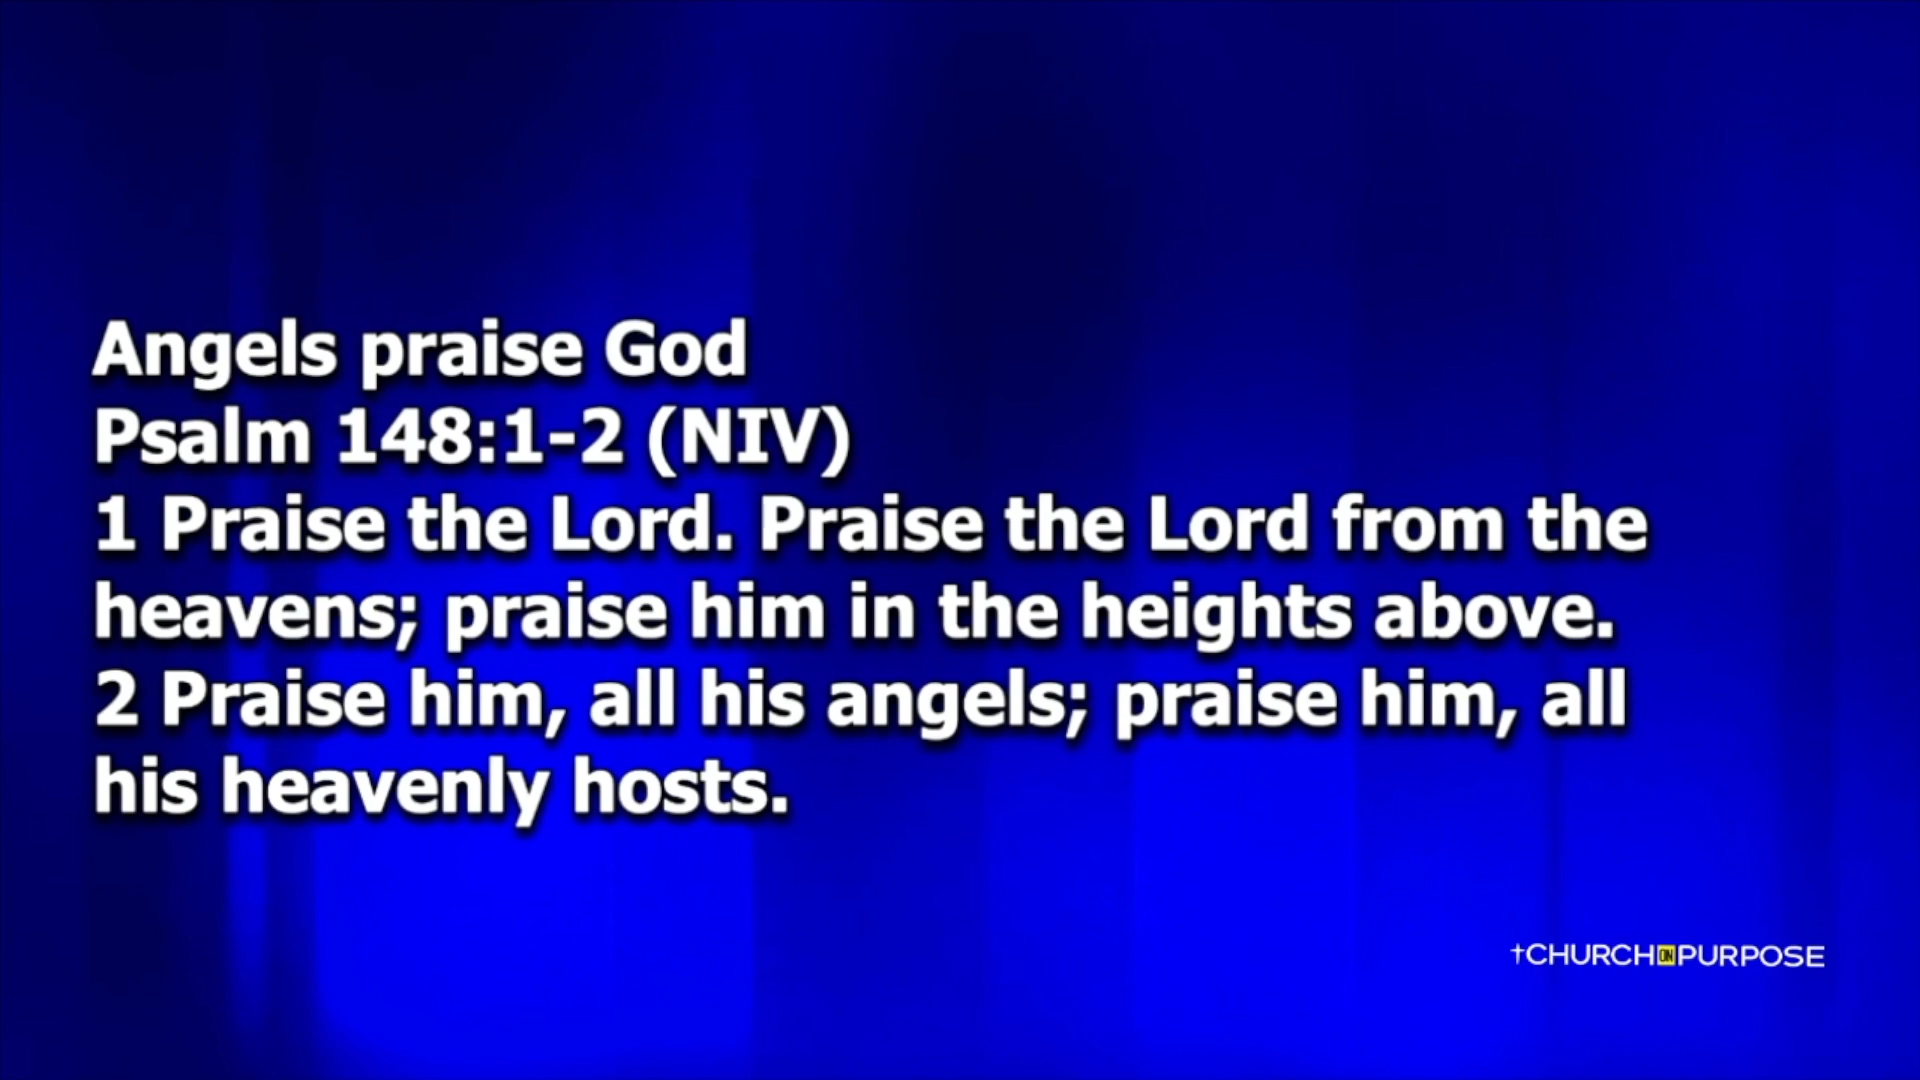 Angels praise God
Psalm 148:1-2 (NIV)
1 Praise the Lord. Praise the Lord from the
heavens; praise him in the heights above.
2 Praise him, all his angels; praise him, all
his heavenly hosts.
†CHURCH ON PURPOSE